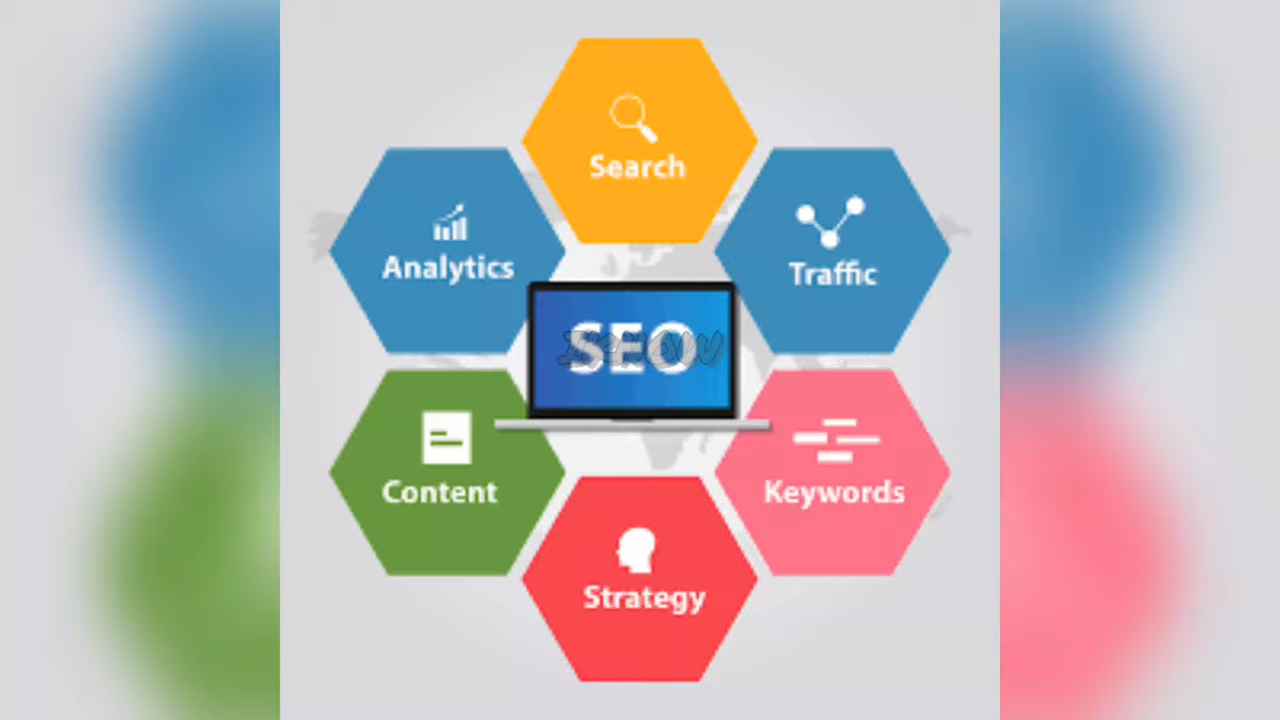 Search
Analytics
Traffic
SEO
Content
Keywords
Strategy